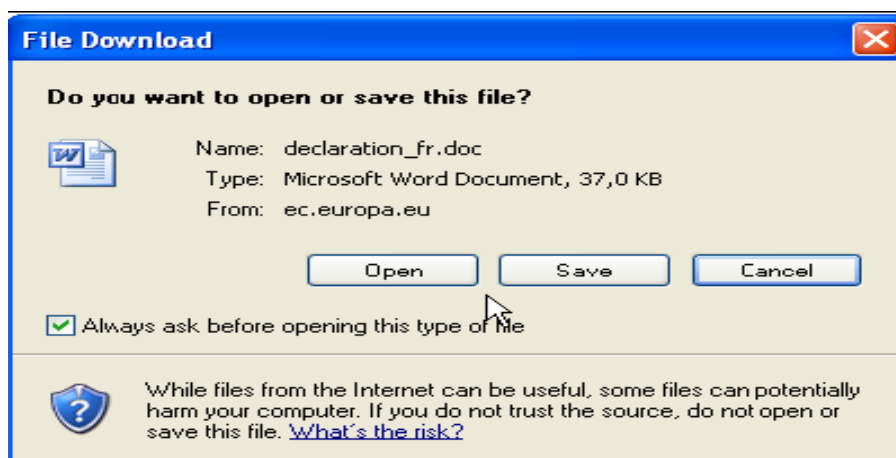 File Download
Do you want to open or save this file?
Name: declaration_fr.doc
Type: Microsoft Word Document, 37,0 KB
From: ec.europa.eu
Open Save Cancel
Always ask before opening this type of file
While files from the Internet can be useful, some files can potentially
harm your computer. If you do not trust the source, do not open or
save this file. What's the risk?